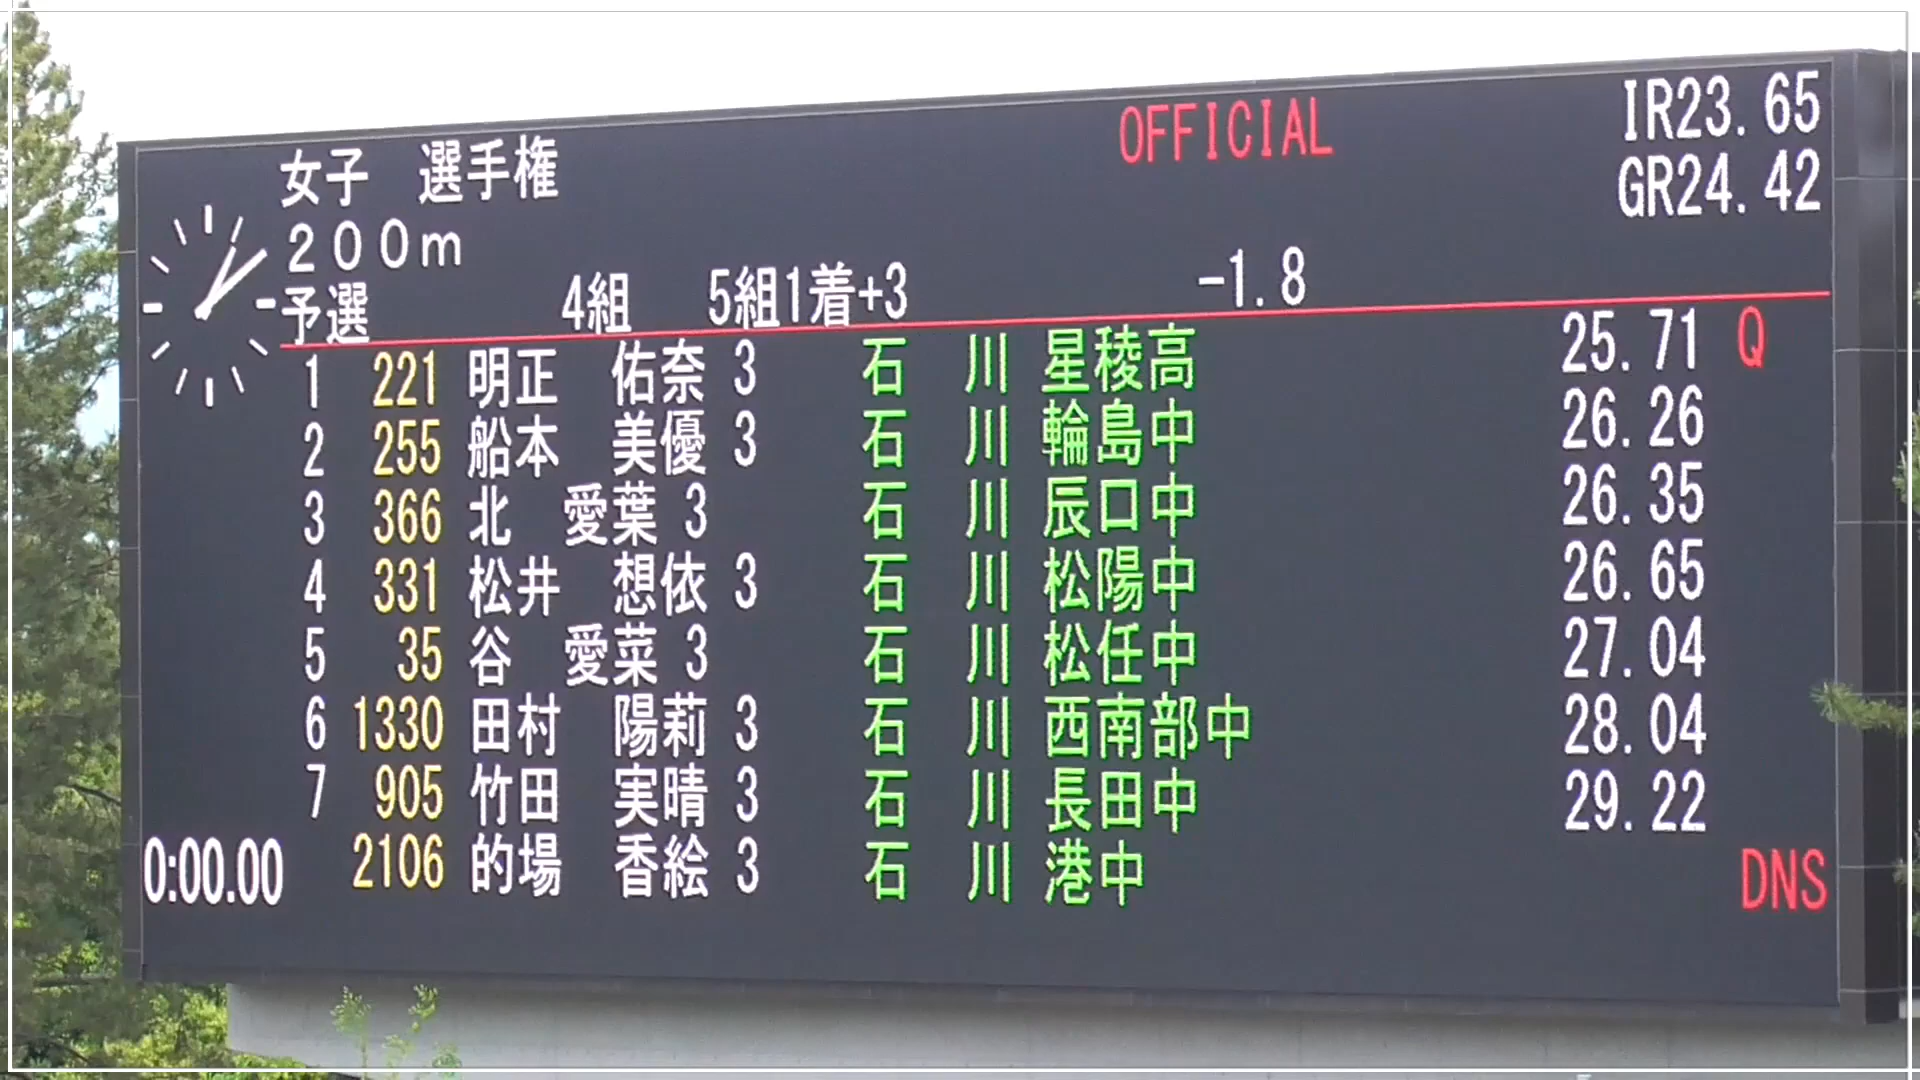 女子　選手権 OFFICIAL IR23.65
200m GR24.42
予選 4組 5組1着+3 -1.8
1 221 明正　佑奈 3 石　川 星稜高 25.71 Q
2 255 船本　美優 3 石　川 輪島中 26.26
3 366 北　愛葉 3 石　川 辰口中 26.35
4 331 松井　想依 3 石　川 松陽中 26.65
5 35 谷　愛菜 3 石　川 松任中 27.04
6 1330 田村　陽莉 3 石　川 西南部中 28.04
7 905 竹田　実晴 3 石　川 長田中 29.22
2106 的場　香絵 3 石　川 港中 DNS
0:00.00